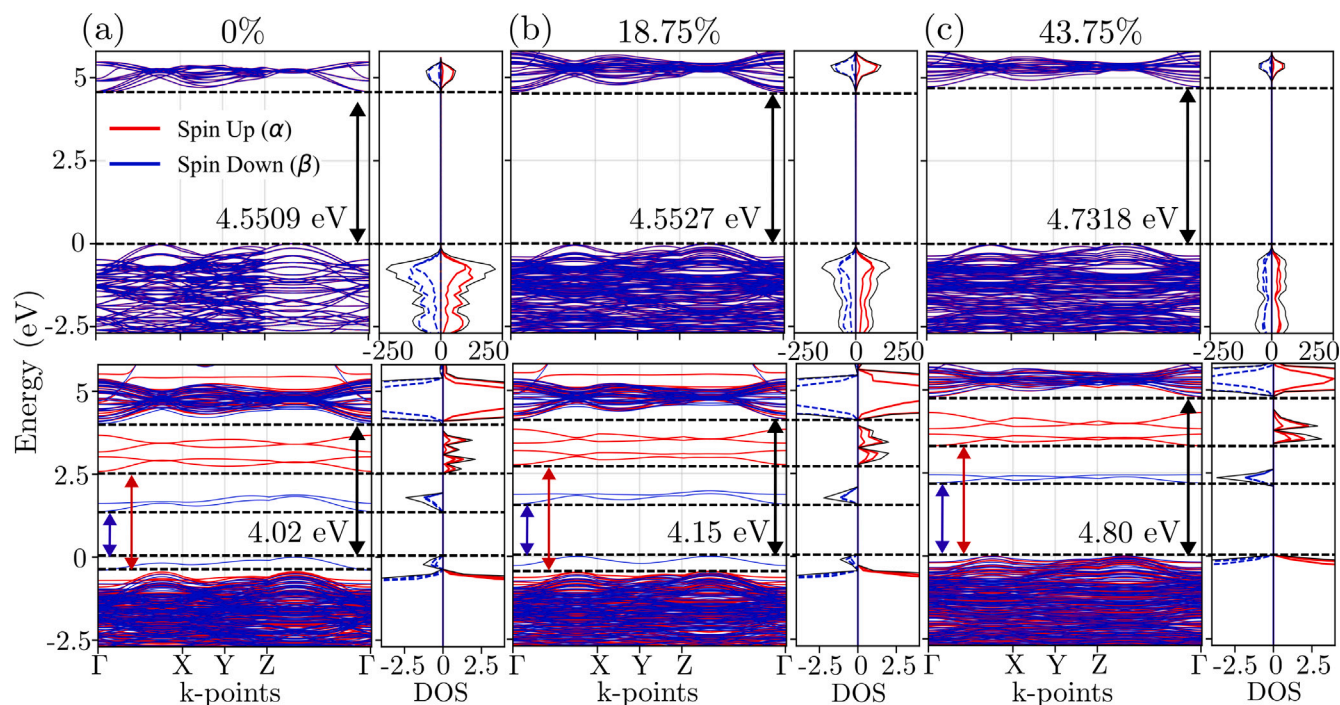 (a) 0% (b) 18.75% (c) 43.75%
5
2.5
0
-2.5
Spin Up (α)
Spin Down (β)
4.5509 eV
4.5527 eV
4.7318 eV
-250 0 250
-250 0 250
-250 0 250
Energy (eV)
5
2.5
0
-2.5
4.02 eV
4.15 eV
4.80 eV
Γ X Y Z Γ
-2.5 0 2.5
Γ X Y Z Γ
-2.5 0 2.5
Γ X Y Z Γ
-2.5 0 2.5
k-points DOS k-points DOS k-points DOS